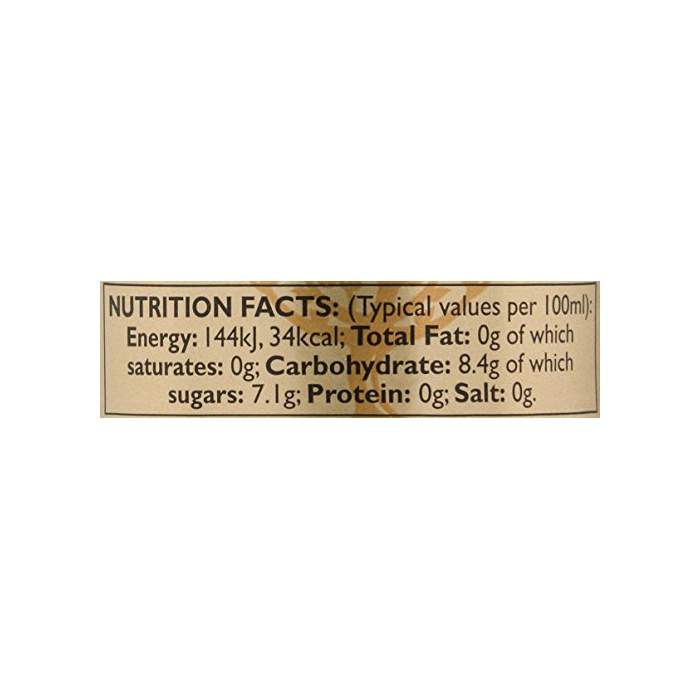 NUTRITION FACTS: (Typical values per 100ml):
Energy: 144kJ, 34kcal; Total Fat: 0g of which
saturates: 0g; Carbohydrate: 8.4g of which
sugars: 7.1g; Protein: 0g; Salt: 0g.